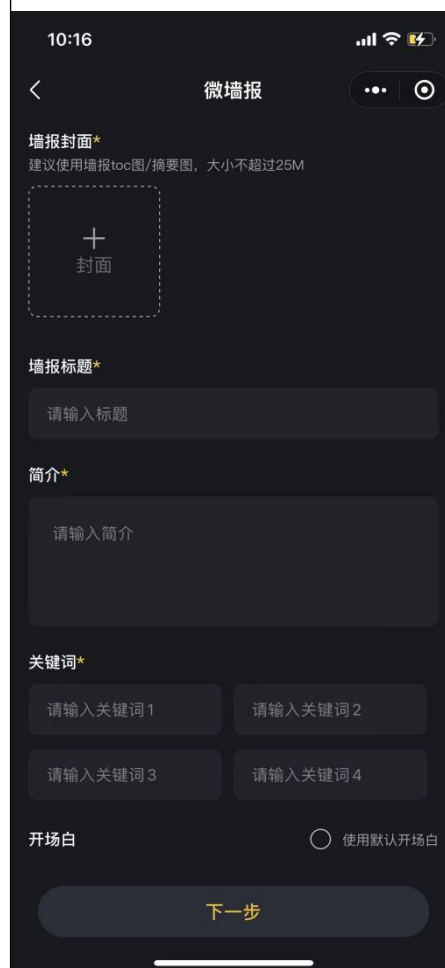 10:16
微墙报
墙报封面*
建议使用墙报toc图/摘要图，大小不超过25M
封面
墙报标题*
请输入标题
简介*
请输入简介
关键词*
请输入关键词1
请输入关键词2
请输入关键词3
请输入关键词4
开场白
使用默认开场白
下一步